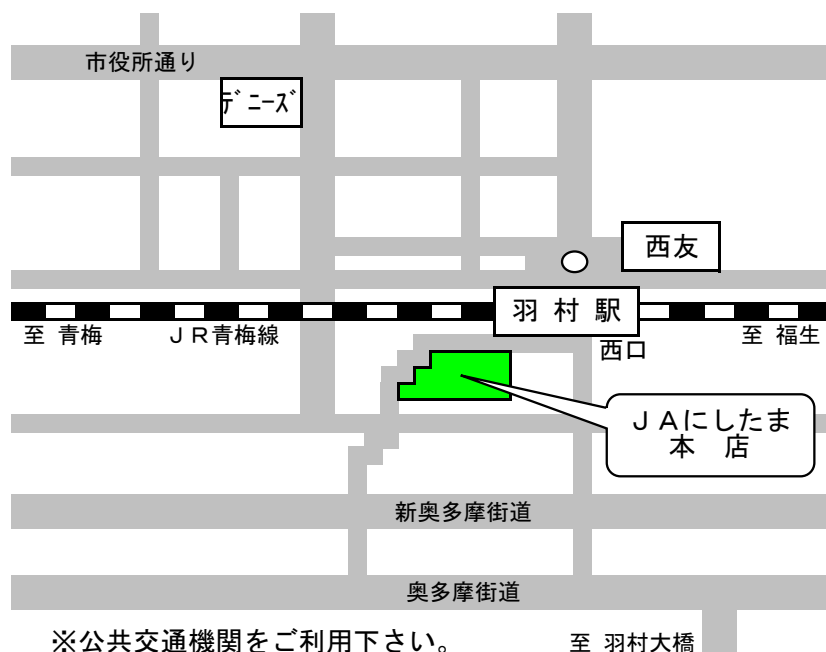 市役所通り
ﾃﾞﾆｰｽﾞ
西友
羽村駅
至 青梅
ＪＲ青梅線
西口
至 福生
ＪＡにしたま
本 店
新奥多摩街道
奥多摩街道
※公共交通機関をご利用下さい。
至 羽村大橋